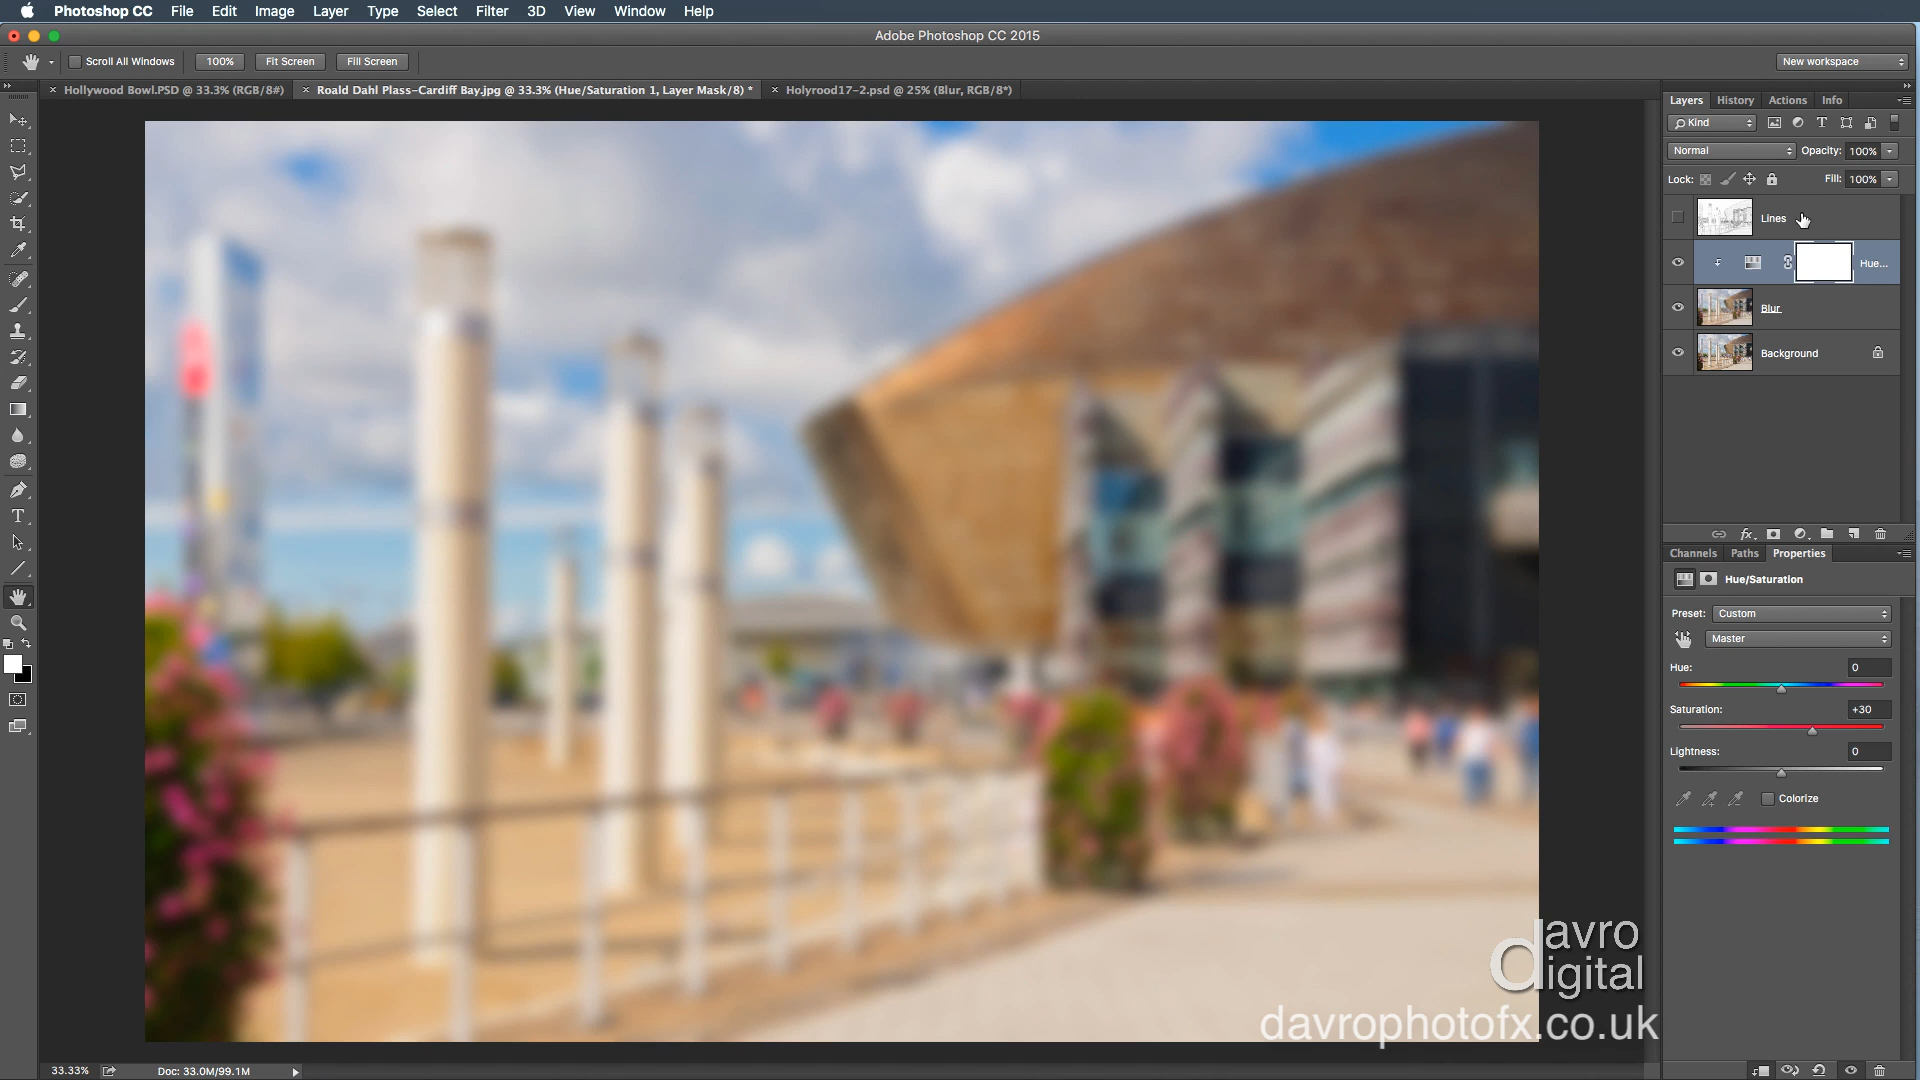 Photoshop CC File Edit Image Layer Type Select Filter 3D View Window Help
Adobe Photoshop CC 2015
Scroll All Windows 100% Fit Screen Fill Screen New workspace
Hollywood Bowl.PSD @ 33.3% (RGB/8#) Roald Dahl Plass-Cardiff Bay.jpg @ 33.3% (Hue/Saturation 1, Layer Mask/8) * Holyrood17-2.psd @ 25% (Blur, RGB/8*)
Layers History Actions Info
Kind
Normal Opacity: 100%
Lock: Fill: 100%
Lines
Hue...
Blur
Background
fx
Channels Paths Properties
Hue/Saturation
Preset: Custom
Master
Hue: 0
Saturation: +30
Lightness: 0
Colorize
davro
digital
davrophotofx.co.uk
33.33% Doc: 33.0M/99.1M